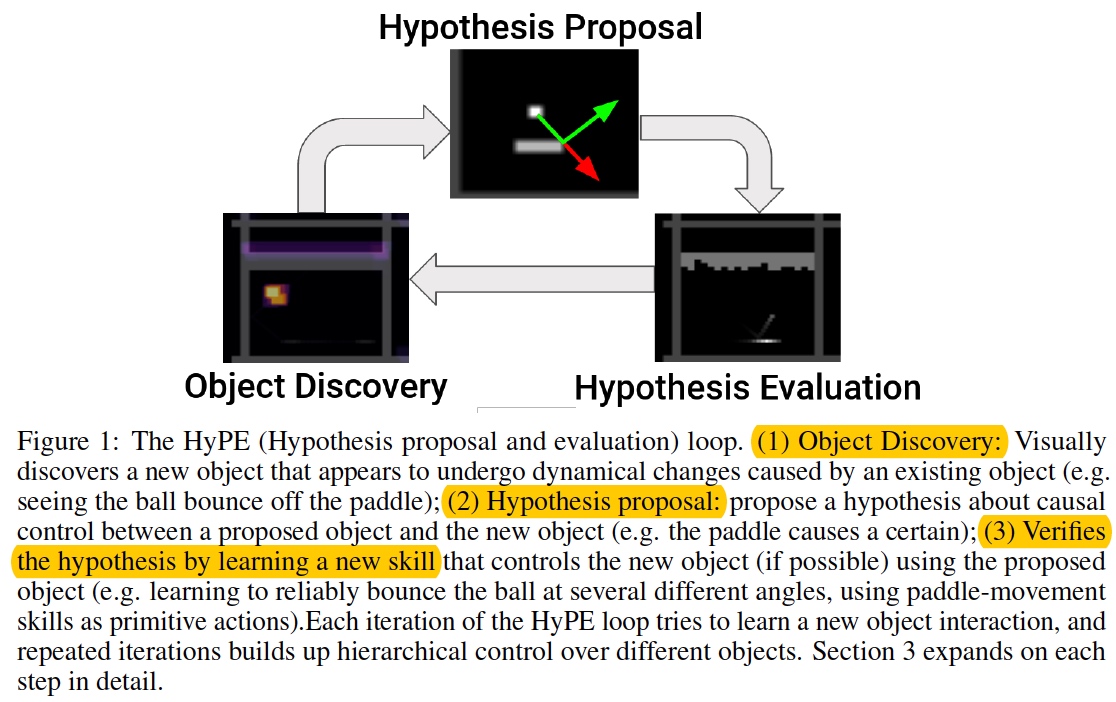 Hypothesis Proposal
Object Discovery
Hypothesis Evaluation
Figure 1: The HyPE (Hypothesis proposal and evaluation) loop. (1) Object Discovery: Visually
discovers a new object that appears to undergo dynamical changes caused by an existing object (e.g.
seeing the ball bounce off the paddle); (2) Hypothesis proposal: propose a hypothesis about causal
control between a proposed object and the new object (e.g. the paddle causes a certain); (3) Verifies
the hypothesis by learning a new skill that controls the new object (if possible) using the proposed
object (e.g. learning to reliably bounce the ball at several different angles, using paddle-movement
skills as primitive actions).Each iteration of the HyPE loop tries to learn a new object interaction, and
repeated iterations builds up hierarchical control over different objects. Section 3 expands on each
step in detail.